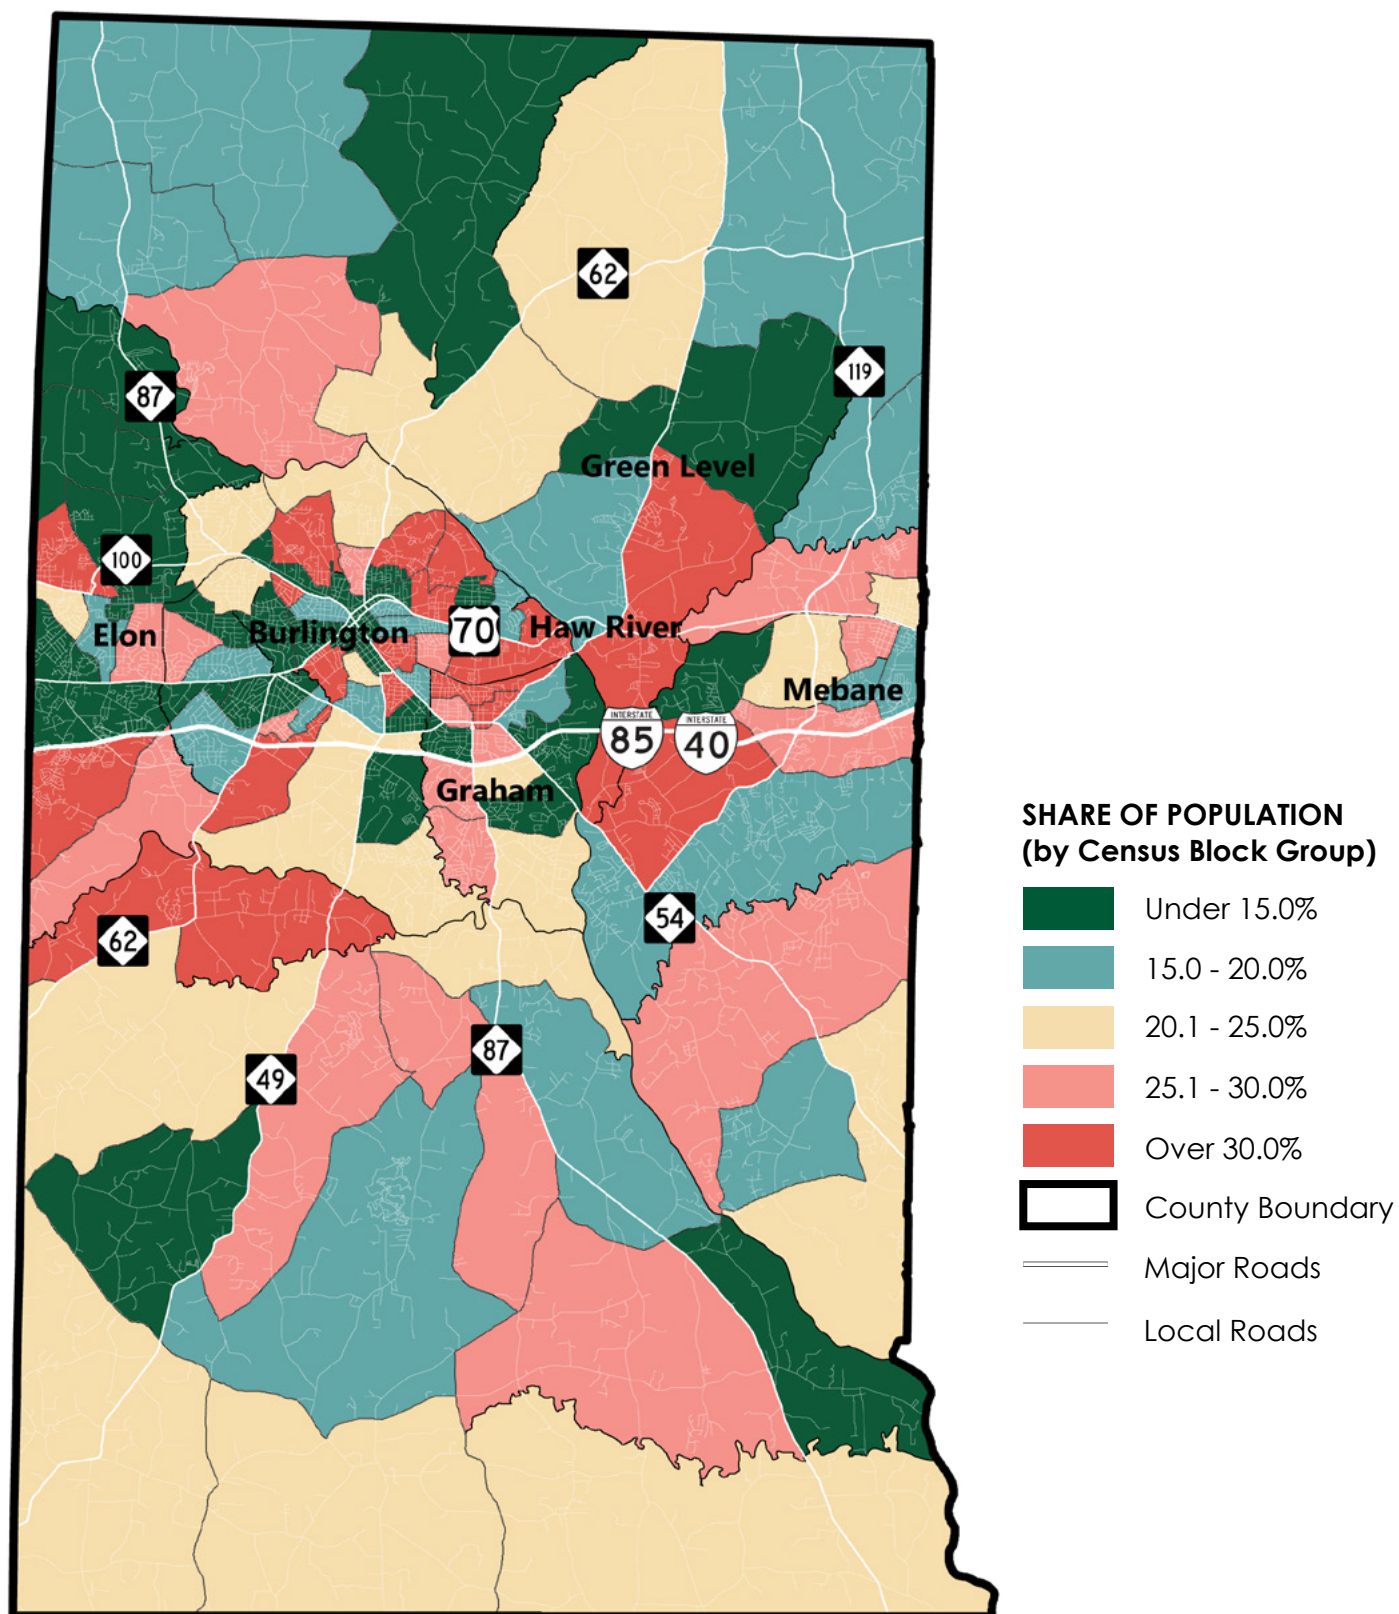 62
119
87
Green Level
100
Elon
Burlington
70
Haw River
Mebane
INTERSTATE
85
INTERSTATE
40
Graham
62
54
87
49
SHARE OF POPULATION
(by Census Block Group)
Under 15.0%
15.0 - 20.0%
20.1 - 25.0%
25.1 - 30.0%
Over 30.0%
County Boundary
Major Roads
Local Roads